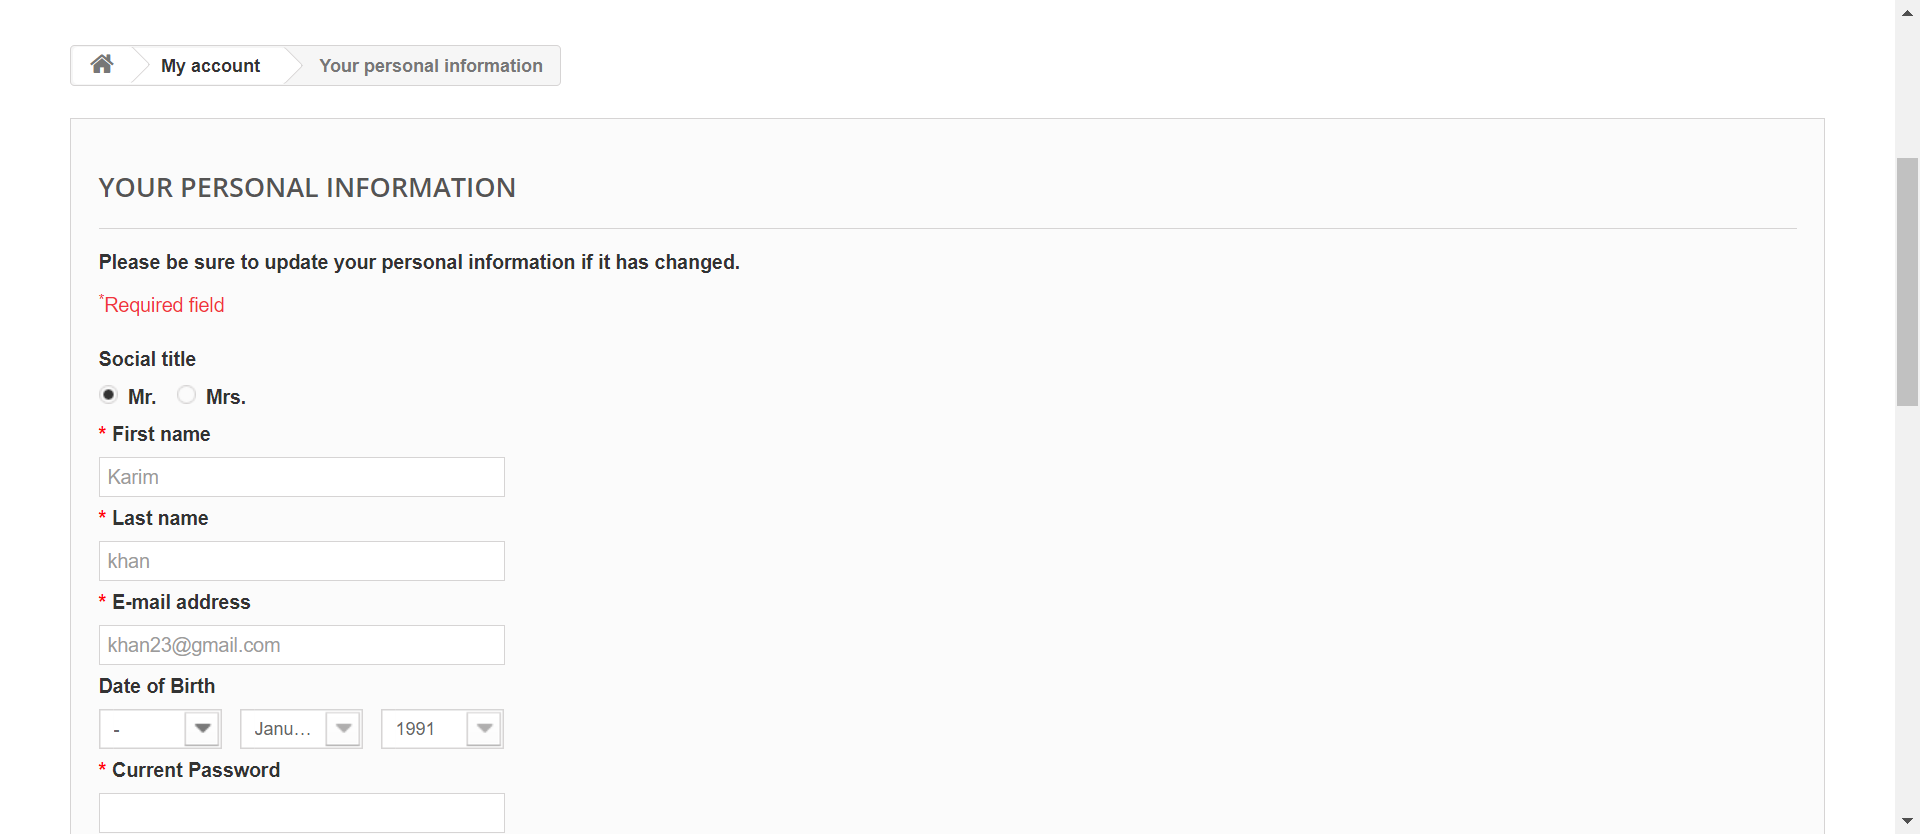 My account
Your personal information
YOUR PERSONAL INFORMATION
Please be sure to update your personal information if it has changed.
*Required field
Social title
Mr. Mrs.
* First name
Karim
* Last name
khan
* E-mail address
khan23@gmail.com
Date of Birth
- Janu... 1991
* Current Password